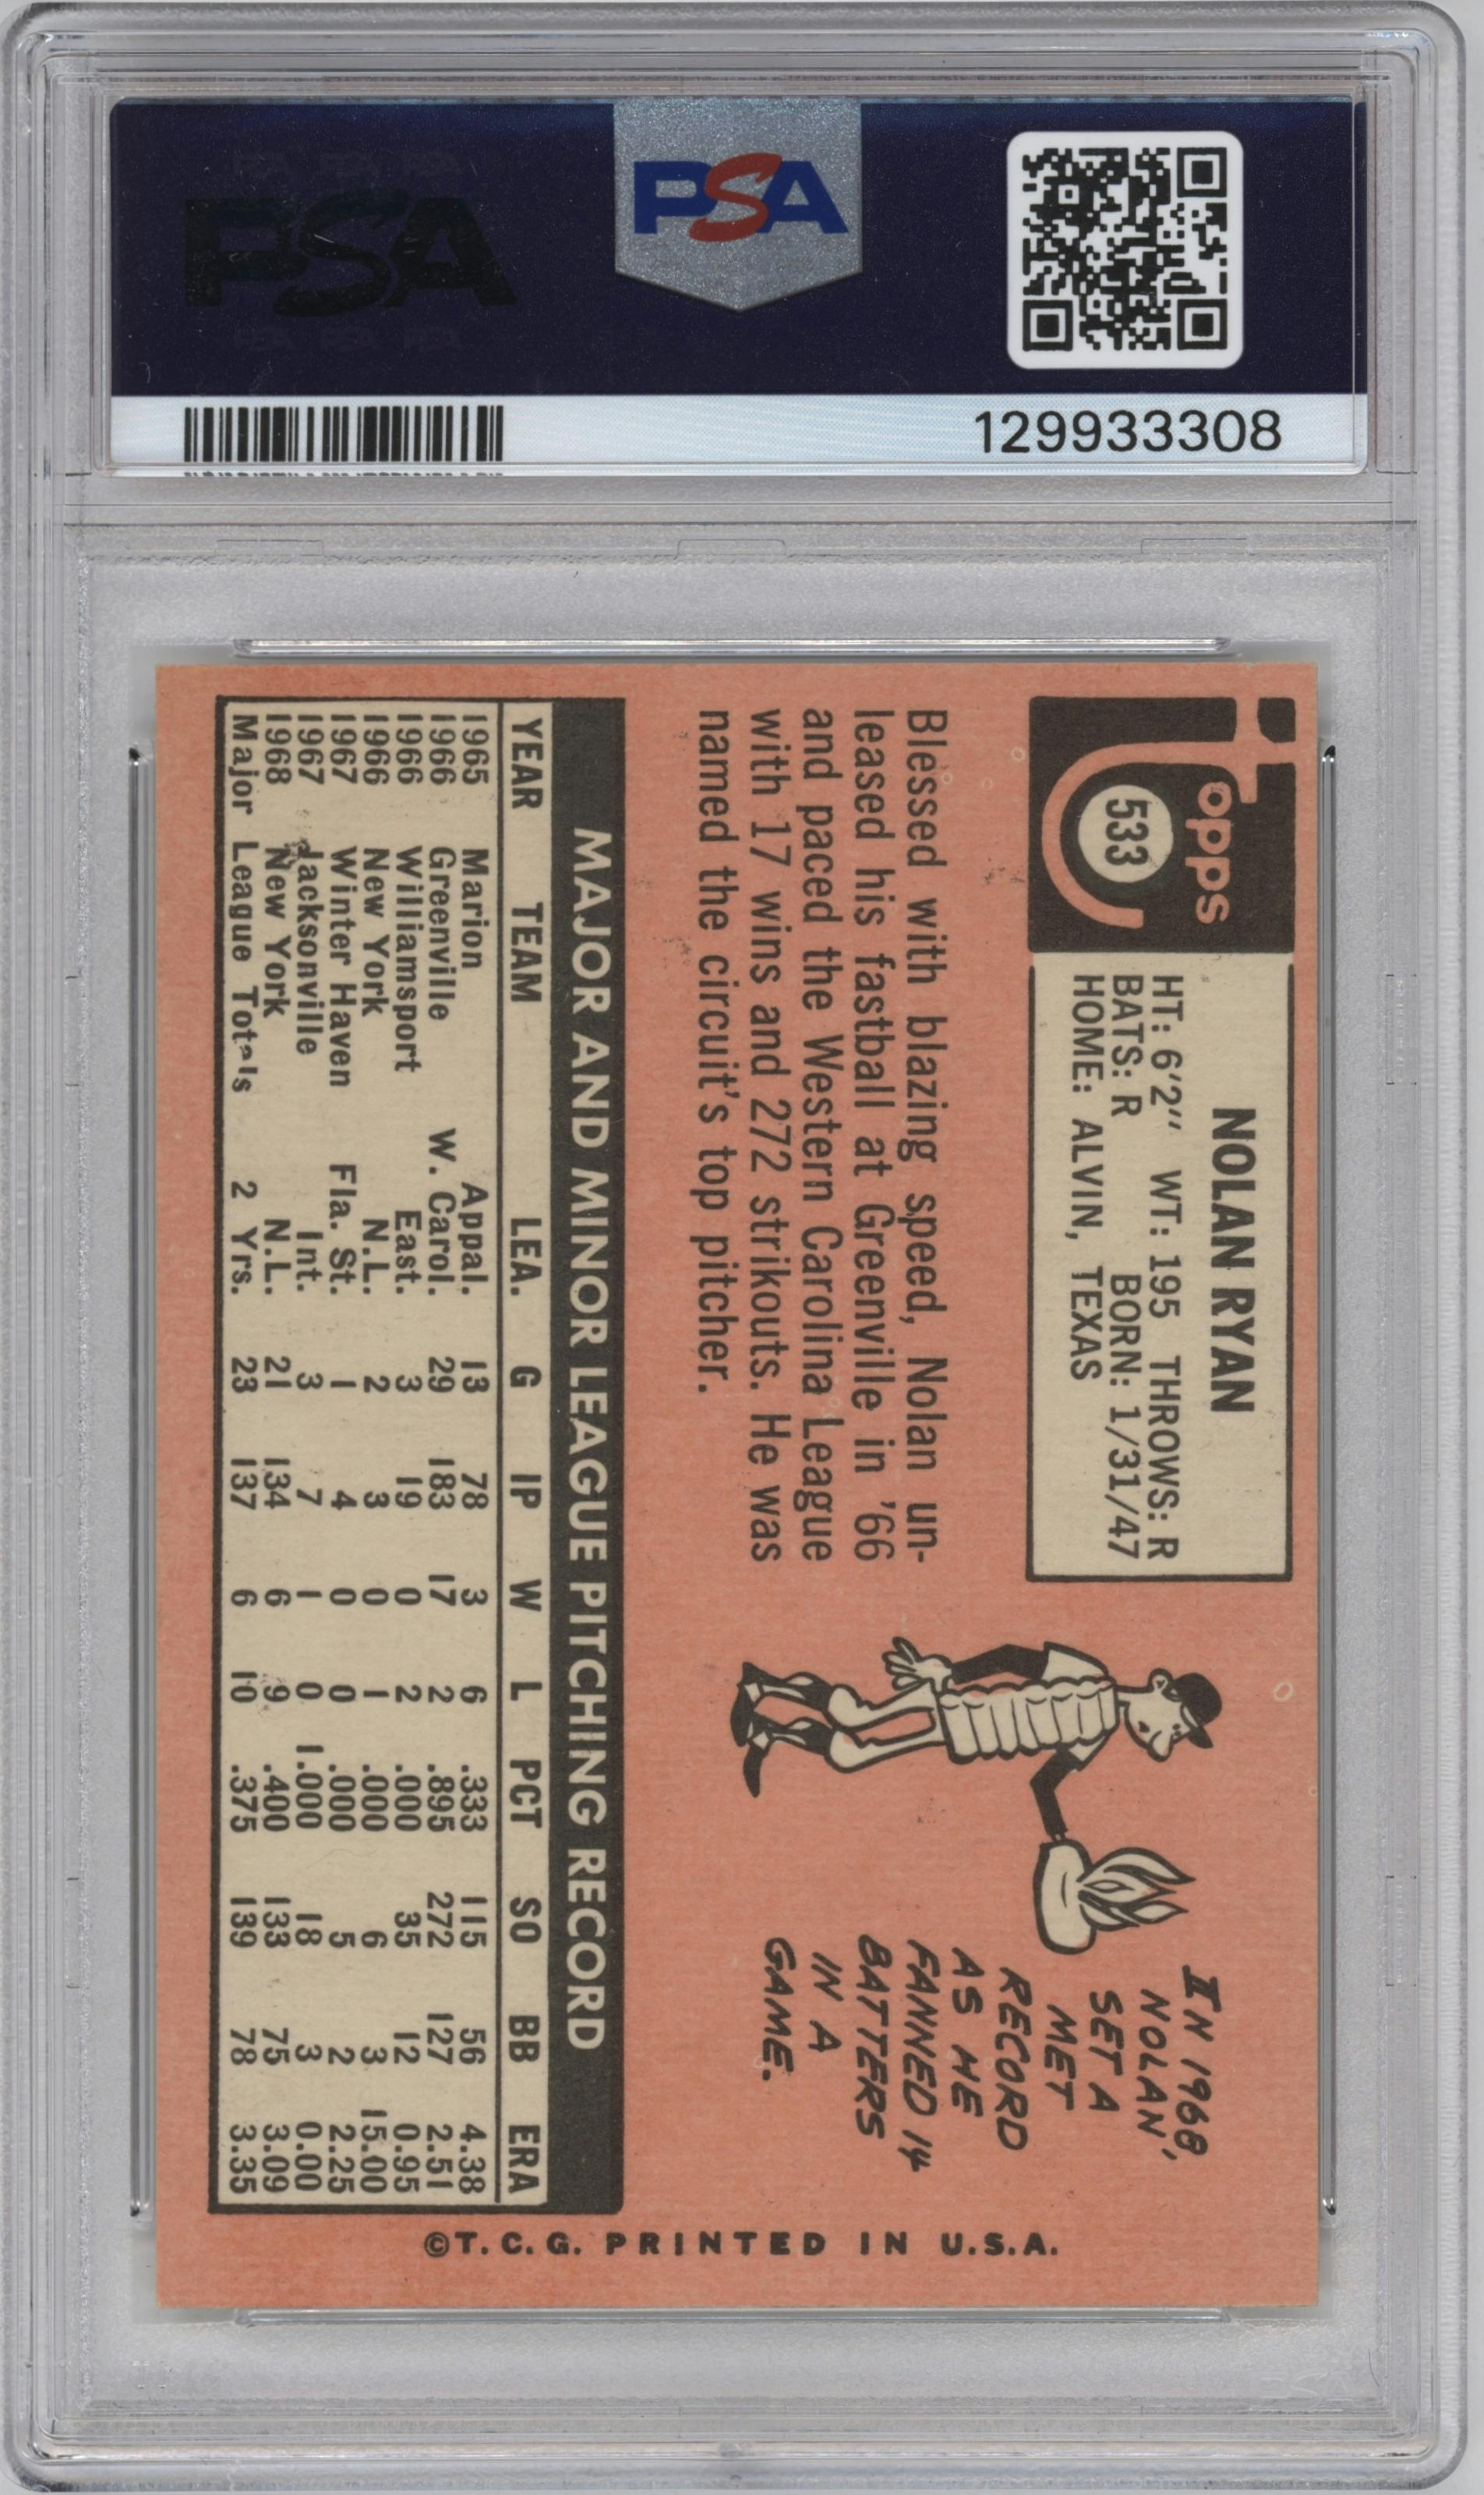 PSA
PSA
129933308
Topps
533
NOLAN RYAN
HT: 6'2" WT: 195 THROWS: R
BATS: R BORN: 1/31/47
HOME: ALVIN, TEXAS
Blessed with blazing speed, Nolan un-
leased his fastball at Greenville in '66
and paced the Western Carolina League
with 17 wins and 272 strikouts. He was
named the circuit's top pitcher.
IN 1968
NOLAN,
SET A
MET
RECORD
AS HE
FANNED 14
BATTERS
IN A
GAME.
MAJOR AND MINOR LEAGUE PITCHING RECORD
YEAR TEAM LEA. G IP W L PCT SO BB ERA
1965 Marion Appal. 13 78 3 6 .333 115 56 4.38
1966 Greenville W. Carol. 29 183 17 2 .895 272 127 2.51
1966 Williamsport East. 3 19 0 2 .000 35 12 0.95
1966 New York N.L. 2 3 0 1 .000 6 3 15.00
1967 Winter Haven Fla. St. 1 4 0 0 .000 5 2 2.25
1967 Jacksonville Int. 3 7 1 0 1.000 18 3 0.00
1968 New York N.L. 21 134 6 9 .400 133 75 3.09
Major League Totals 2 Yrs. 23 137 6 10 .375 139 78 3.35
©T.C.G. PRINTED IN U.S.A.